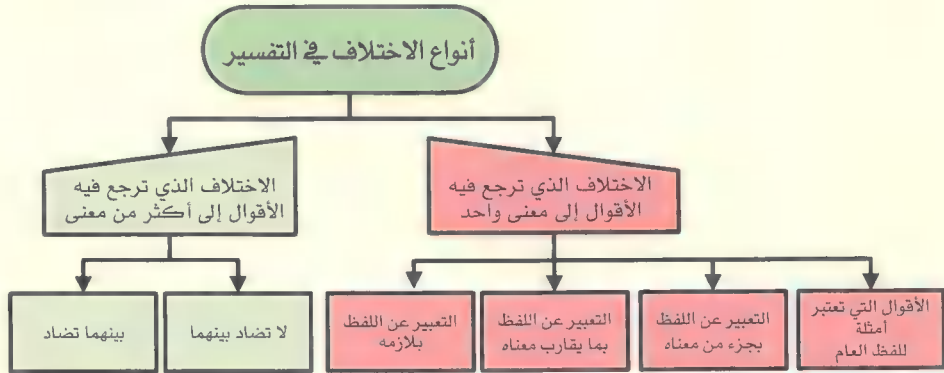 أنواع الاختلاف في التفسير
الاختلاف الذي ترجع فيه
الأقوال إلى معنى واحد
الاختلاف الذي ترجع فيه
الأقوال إلى أكثر من معنى
الأقوال التي تعتبر
أمثلة
للفظ العام
التعبير عن اللفظ
بجزء من معناه
التعبير عن اللفظ
بما يقارب معناه
التعبير عن اللفظ
بلازمه
لا تضاد بينهما
بينهما تضاد